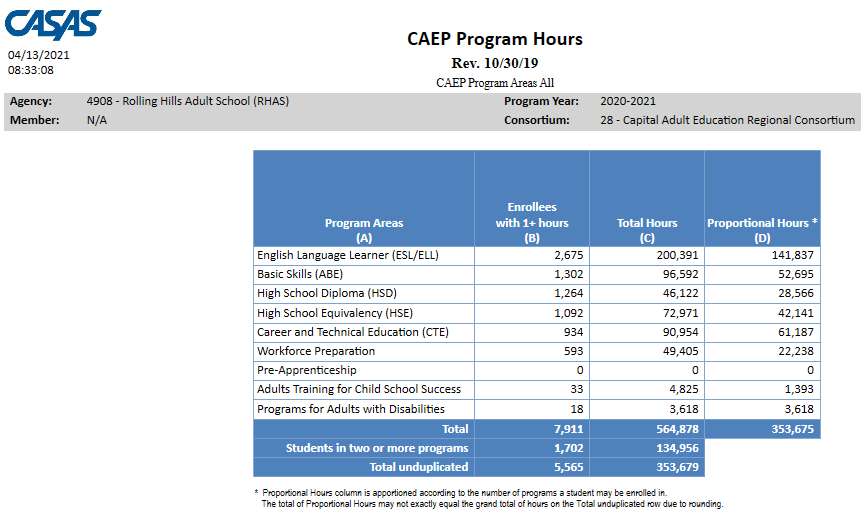 CASAS
04/13/2021
08:33:08
CAEP Program Hours
Rev. 10/30/19
CAEP Program Areas All
Agency: 4908 - Rolling Hills Adult School (RHAS) Program Year: 2020-2021
Member: N/A Consortium: 28 - Capital Adult Education Regional Consortium
Enrollees
Program Areas with 1+ hours Total Hours Proportional Hours *
(A) (B) (C) (D)
English Language Learner (ESL/ELL) 2,675 200,391 141,837
Basic Skills (ABE) 1,302 96,592 52,695
High School Diploma (HSD) 1,264 46,122 28,566
High School Equivalency (HSE) 1,092 72,971 42,141
Career and Technical Education (CTE) 934 90,954 61,187
Workforce Preparation 593 49,405 22,238
Pre-Apprenticeship 0 0 0
Adults Training for Child School Success 33 4,825 1,393
Programs for Adults with Disabilities 18 3,618 3,618
Total 7,911 564,878 353,675
Students in two or more programs 1,702 134,956
Total unduplicated 5,565 353,679
* Proportional Hours column is apportioned according to the number of programs a student may be enrolled in.
The total of Proportional Hours may not exactly equal the grand total of hours on the Total unduplicated row due to rounding.